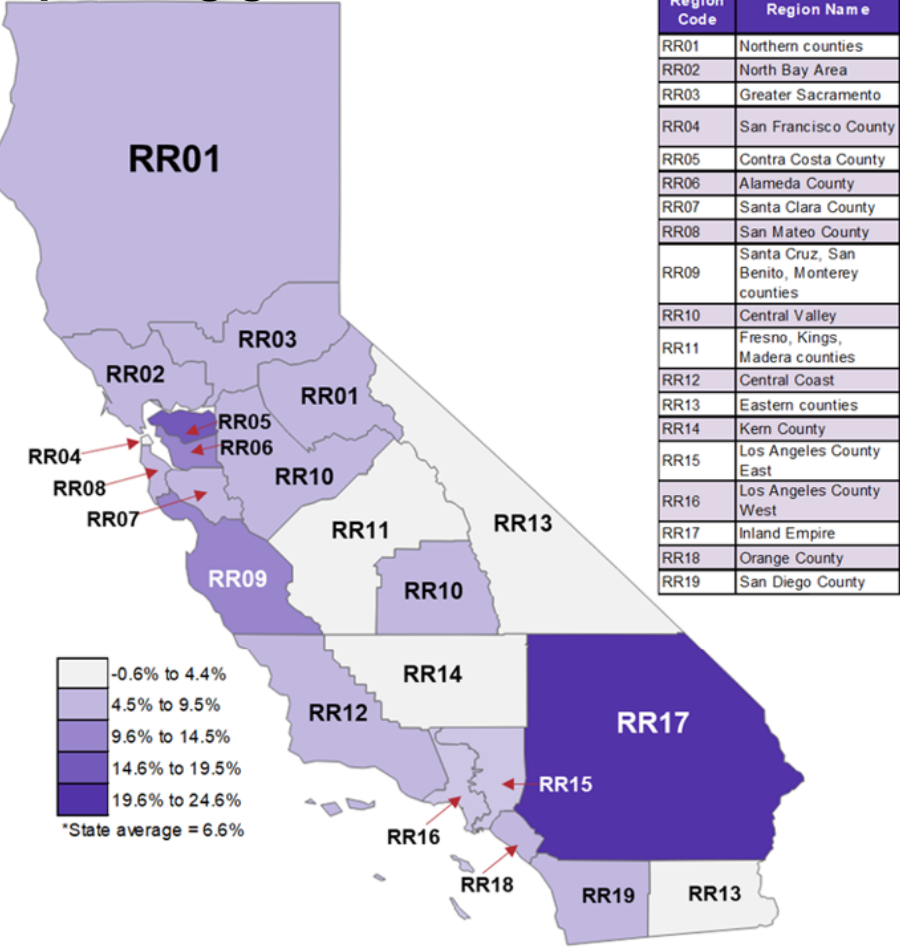 Region Region Name
Code
RR01 Northern counties
RR02 North Bay Area
RR03 Greater Sacramento
RR04 San Francisco County
RR05 Contra Costa County
RR06 Alameda County
RR07 Santa Clara County
RR08 San Mateo County
RR09 Santa Cruz, San
Benito, Monterey
counties
RR10 Central Valley
RR11 Fresno, Kings,
Madera counties
RR12 Central Coast
RR13 Eastern counties
RR14 Kern County
RR15 Los Angeles County
East
RR16 Los Angeles County
West
RR17 Inland Empire
RR18 Orange County
RR19 San Diego County
RR01
RR03
RR02
RR01
RR05
RR06
RR04
RR10
RR08
RR07
RR11
RR13
RR09
RR10
RR14
RR12
RR17
RR15
RR16
RR18
RR19
RR13
-0.6% to 4.4%
4.5% to 9.5%
9.6% to 14.5%
14.6% to 19.5%
19.6% to 24.6%
*State average = 6.6%